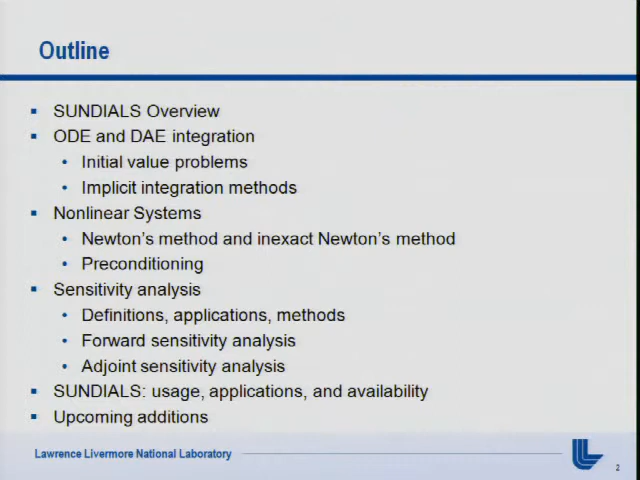 Outline
SUNDIALS Overview
ODE and DAE integration
Initial value problems
Implicit integration methods
Nonlinear Systems
Newton's method and inexact Newton's method
Preconditioning
Sensitivity analysis
Definitions, applications, methods
Forward sensitivity analysis
Adjoint sensitivity analysis
SUNDIALS: usage, applications, and availability
Upcoming additions
Lawrence Livermore National Laboratory
2